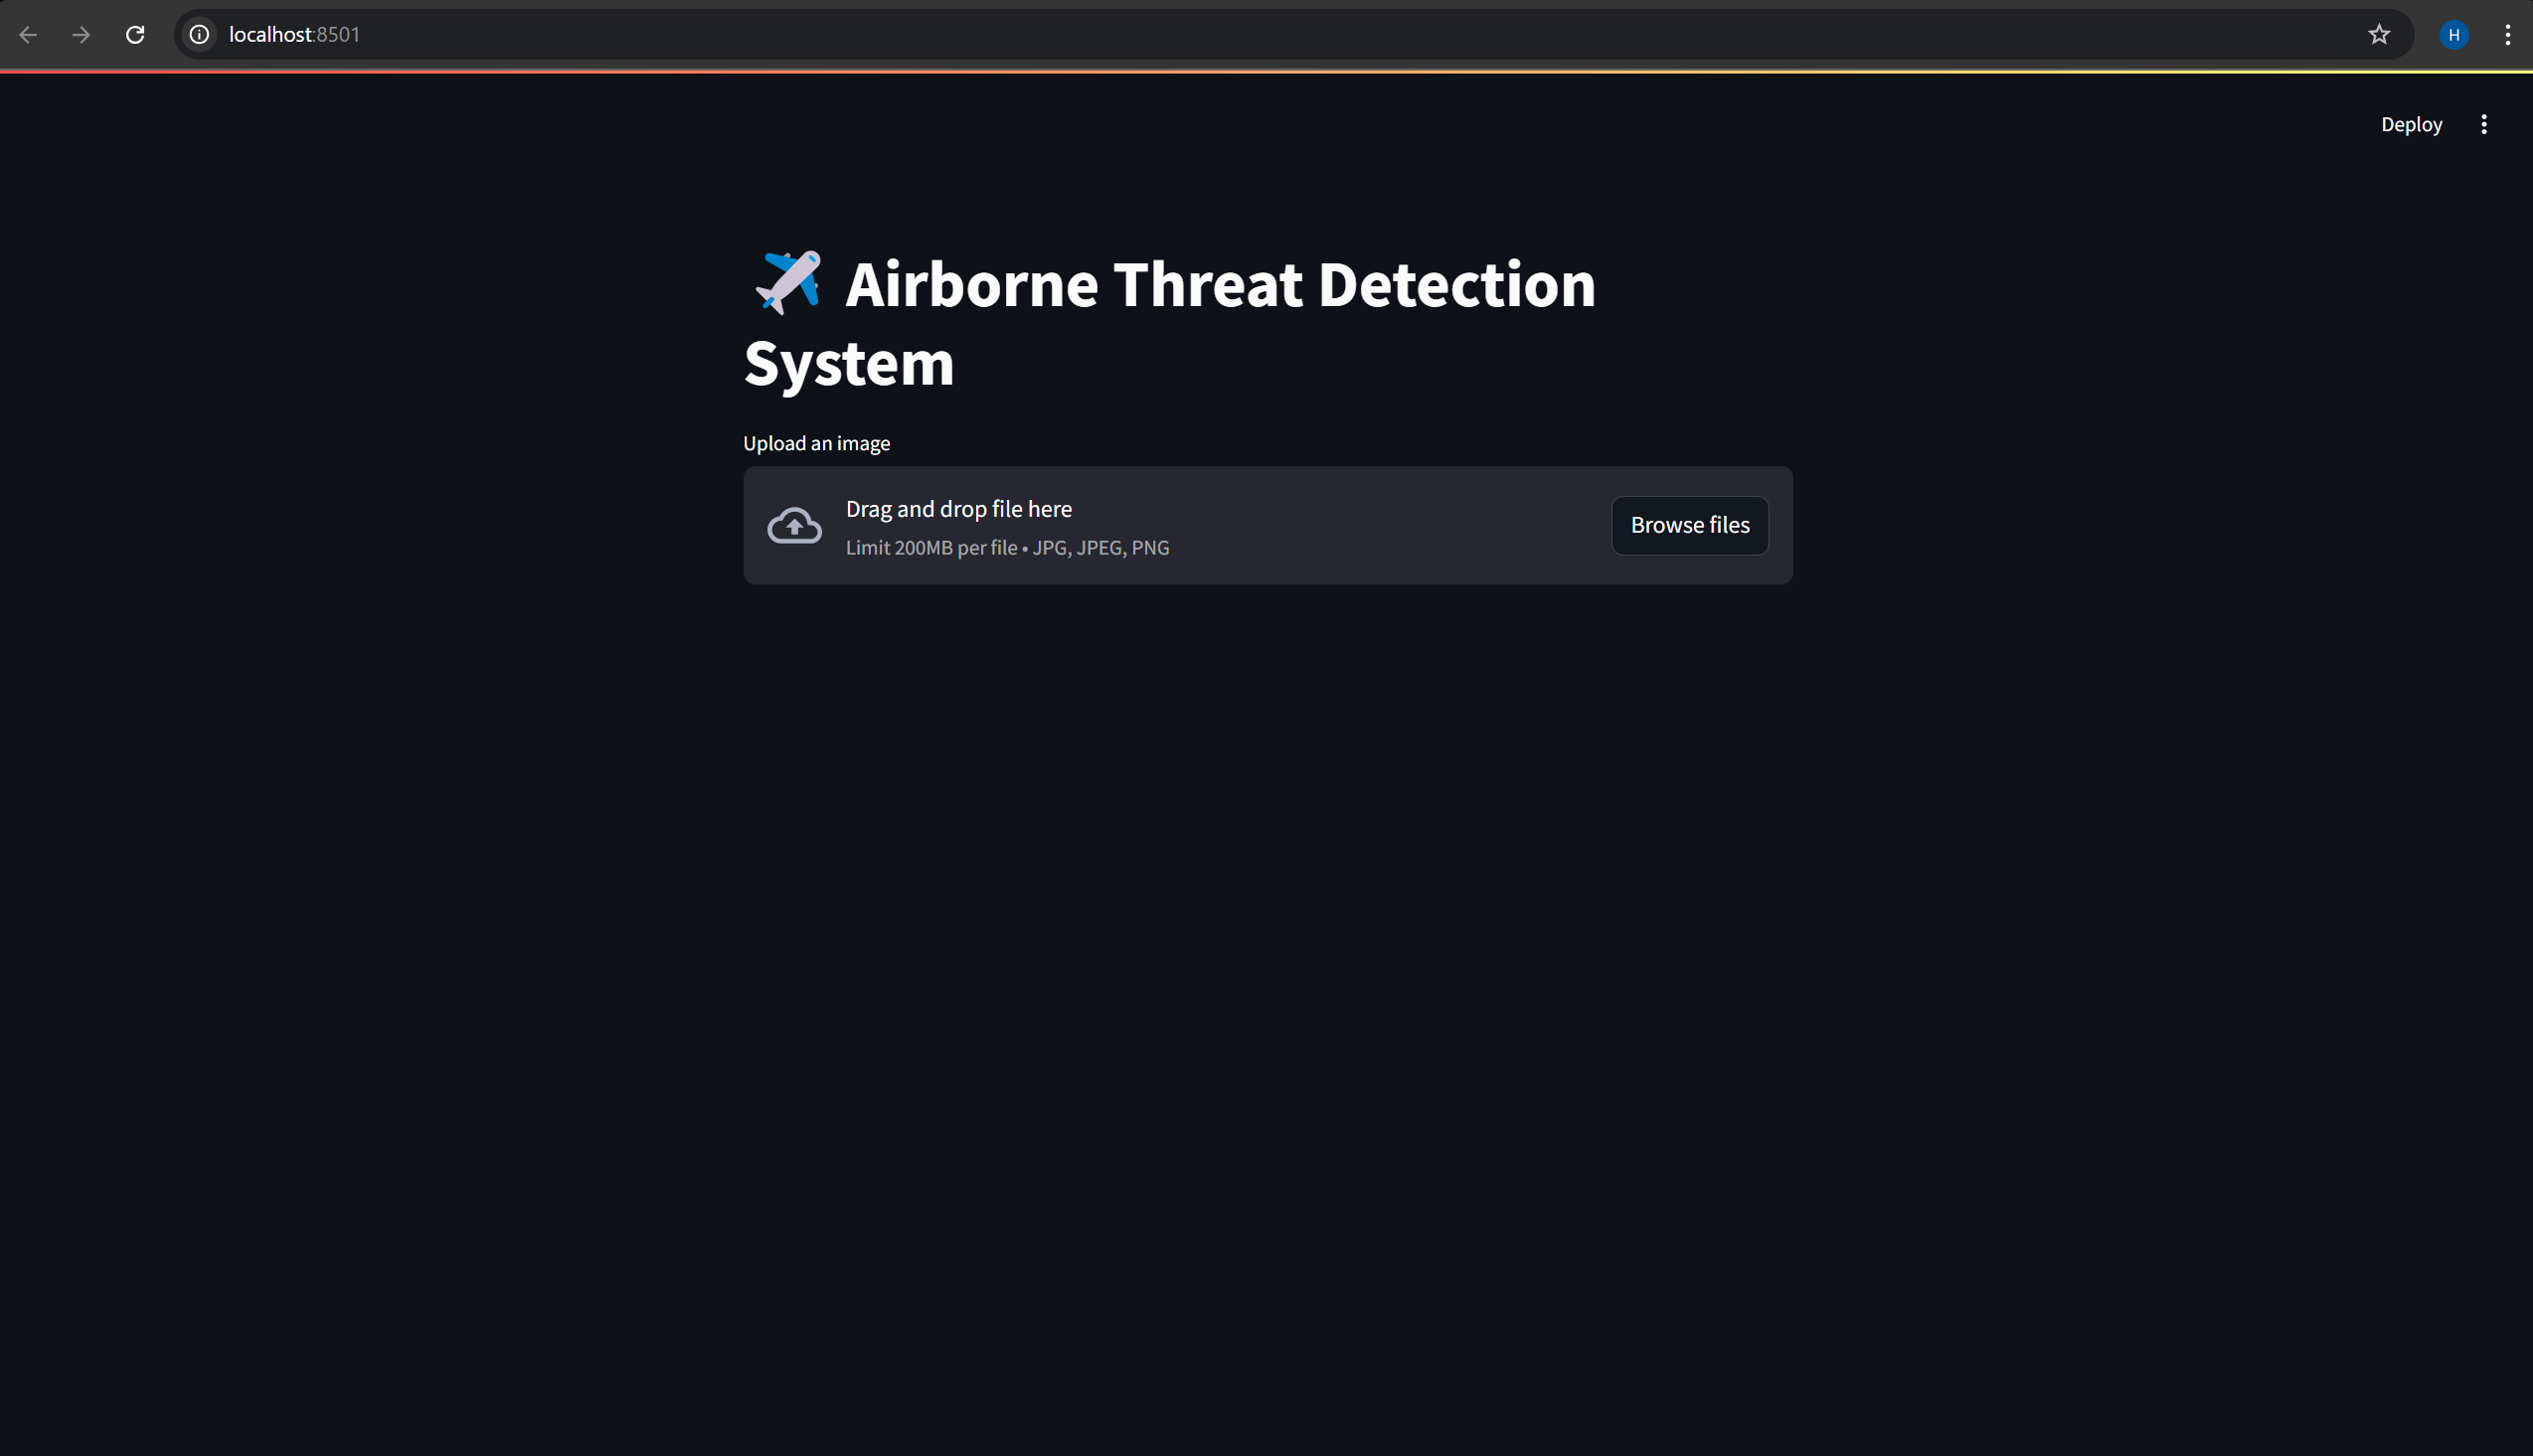 localhost:8501
H
Deploy
Airborne Threat Detection
System
Upload an image
Drag and drop file here
Limit 200MB per file • JPG, JPEG, PNG
Browse files